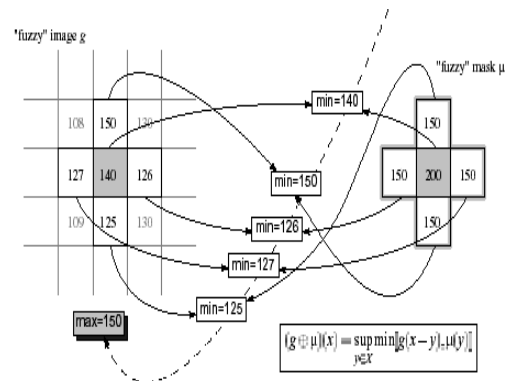 "fuzzy" image g
"fuzzy" mask μ
min=140
108 150 130
150
127 140 126
150 200 150
min=150
109 125 130
150
min=126
min=127
min=125
max=150
(g ⊕ μ)(x) = sup min[g(x−y), μ(y)]
y∈X